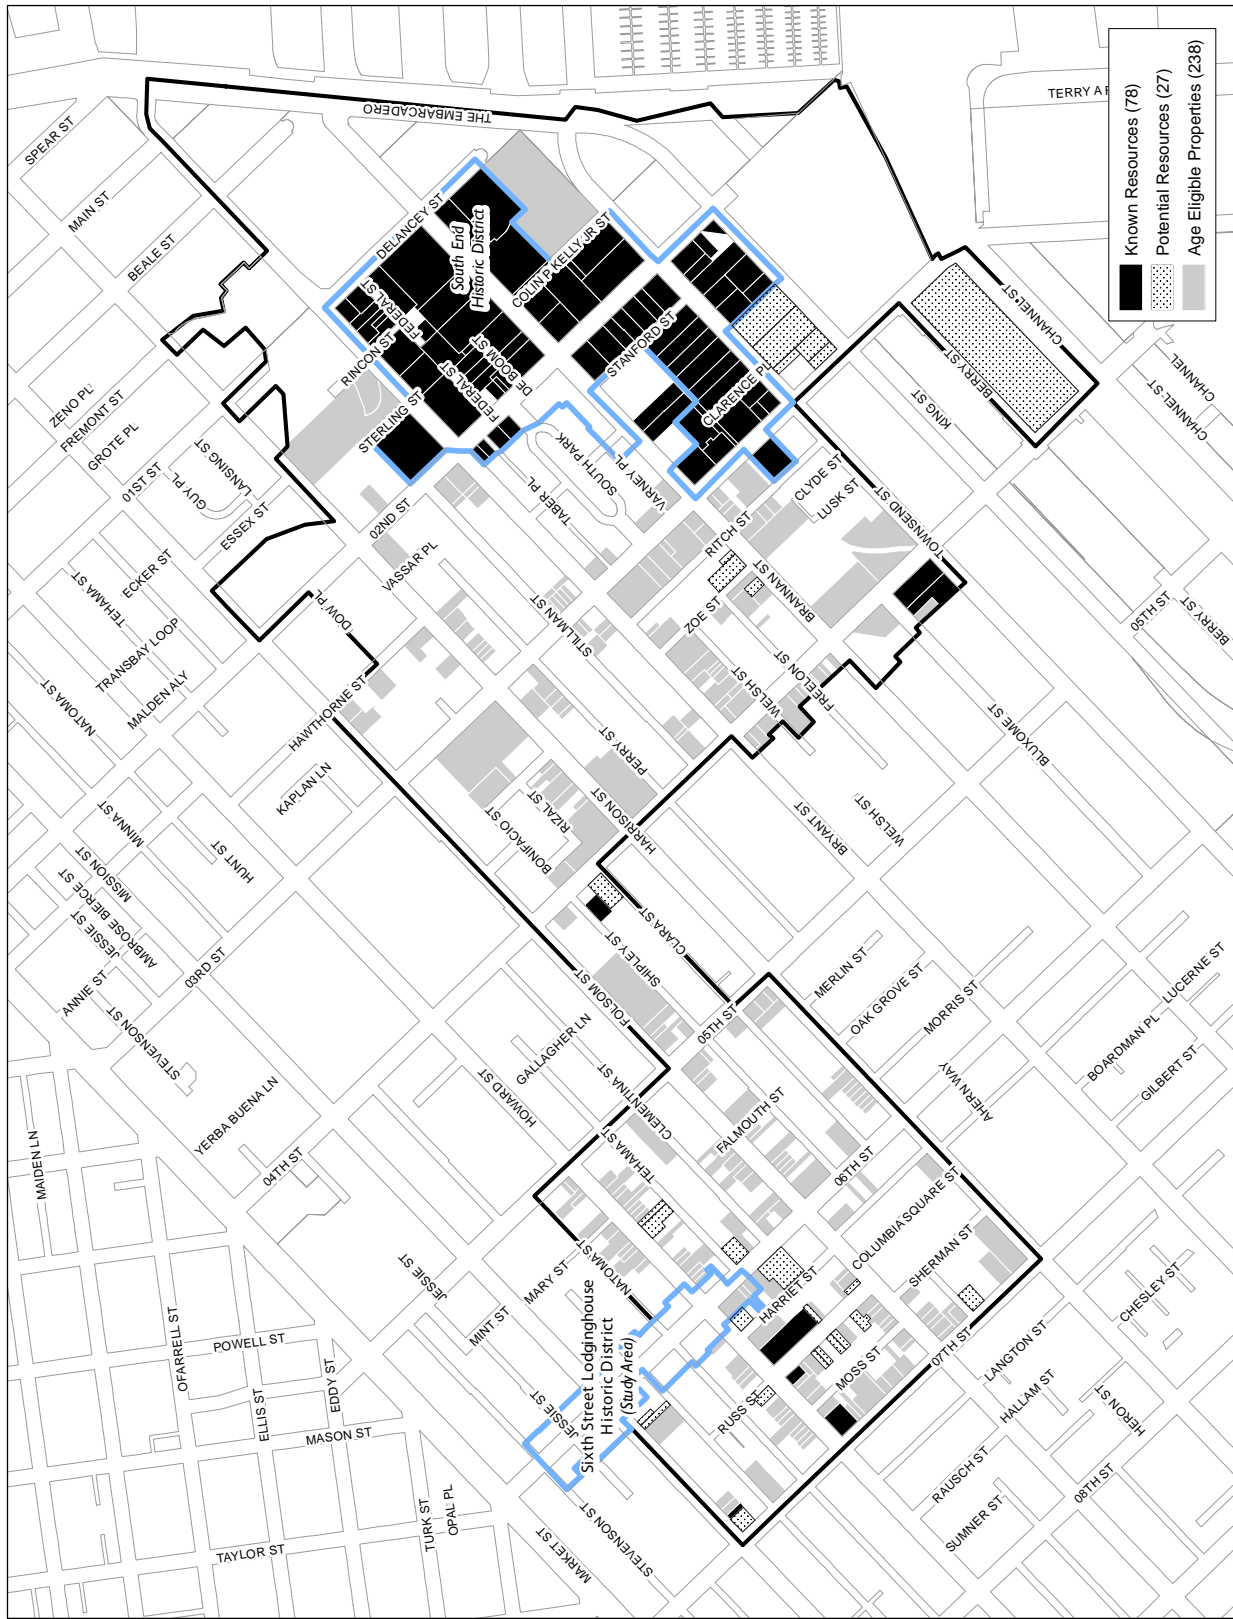 SPEAR ST
MAIN ST
BEALE ST
THE EMBARCADERO
TERRY A F
Known Resources (78)
Potential Resources (27)
Age Eligible Properties (238)
DELANCEY ST
South End
Historic District
COLIN P KELLY JR ST
FEDERAL ST
FEDERAL ST
RINCON ST
DE BOOM ST
STERLING ST
STANFORD ST
CLARENCE PL
ZENO PL
FREMONT ST
GROTE PL
01ST ST
GUY PL
LANSING ST
ESSEX ST
02ND ST
VASSAR PL
TABER PL
SOUTH PARK
VARNEY PL
CLYDE ST
LUSK ST
TOWNSEND ST
KING ST
BERRY ST
CHANNEL ST
CHANNEL
CHANNEL ST
RITCH ST
BRANNAN ST
ZOE ST
STILLMAN ST
WELSH ST
FREELON ST
05TH ST
BERRY ST
BLUXOME ST
TEHAMA ST
ECKER ST
TRANSBAY LOOP
NATOMA ST
MALDEN ALY
DOW PL
HAWTHORNE ST
KAPLAN LN
PERRY ST
HARRISON ST
RIZAL ST
BONIFACIO ST
BRYANT ST
WELSH ST
MINNA ST
MISSION ST
HUNT ST
AMBROSE BIERCE ST
JESSIE ST
ANNIE ST
STEVENSON ST
03RD ST
FOLSOM ST
SHIPLEY ST
CLARA ST
05TH ST
MERLIN ST
OAK GROVE ST
MORRIS ST
LUCERNE ST
BOARDMAN PL
GILBERT ST
AHERN WAY
GALLAGHER LN
HOWARD ST
CLEMENTINA ST
TEHAMA ST
FALMOUTH ST
06TH ST
COLUMBIA SQUARE ST
SHERMAN ST
MAIDEN LN
YERBA BUENA LN
04TH ST
JESSIE ST
MINT ST
MARY ST
NATOMA ST
HARRIET ST
MOSS ST
RUSS ST
07TH ST
LANGTON ST
HALLAM ST
CHESLEY ST
HERON ST
RAUSCH ST
SUMNER ST
08TH ST
Sixth Street Lodginghouse
Historic District
(Study Area)
JESSIE ST
STEVENSON ST
MARKET ST
OFARRELL ST
POWELL ST
ELLIS ST
EDDY ST
MASON ST
TURK ST
OPAL PL
TAYLOR ST